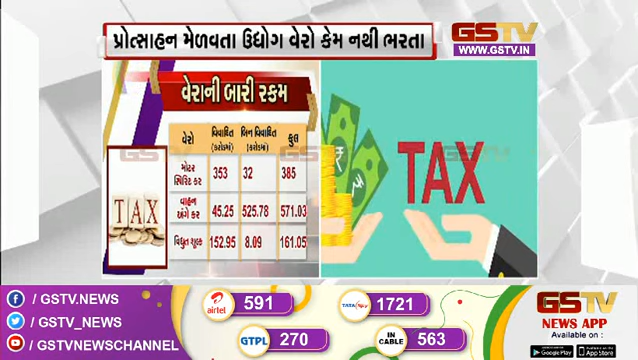 પ્રોત્સાહન મેળવતા ઉદ્યોગ વેરો કેમ નથી ભરતા
GSTV
WWW.GSTV.IN
વેરાની બારી રકમ
વેરો વિવાદિત (કરોડમાં) બિન વિવાદિત (કરોડમાં) કુલ
મોટર સ્પિરિટ કર 353 32 385
વાહન અંગે કર 45.25 525.78 571.03
વિદ્યુત શુલ્ક 152.95 8.09 161.05
TAX
TAX
/ GSTV.NEWS
/ GSTV_NEWS
/ GSTVNEWSCHANNEL
airtel 591
TATA Sky 1721
GTPL 270
IN CABLE 563
GSTV
NEWS APP
Available on :
Google Play
App Store